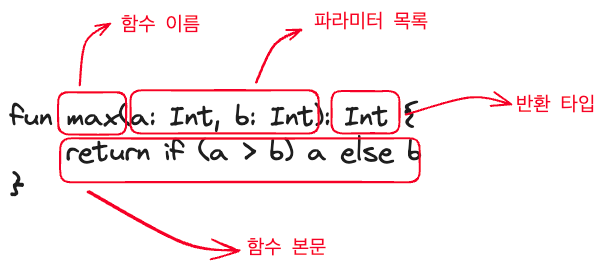 함수 이름
파라미터 목록
fun max(a: Int, b: Int): Int {
반환 타입
return if (a > b) a else b
}
함수 본문